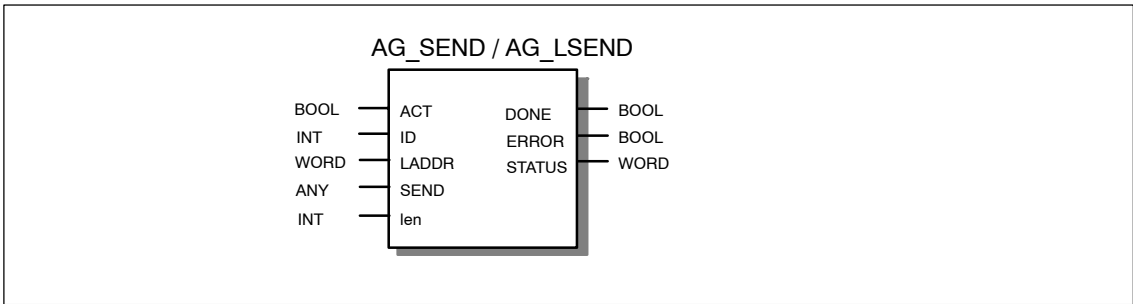 AG_SEND / AG_LSEND
BOOL ACT DONE BOOL
INT ID ERROR BOOL
WORD LADDR STATUS WORD
ANY SEND
INT len